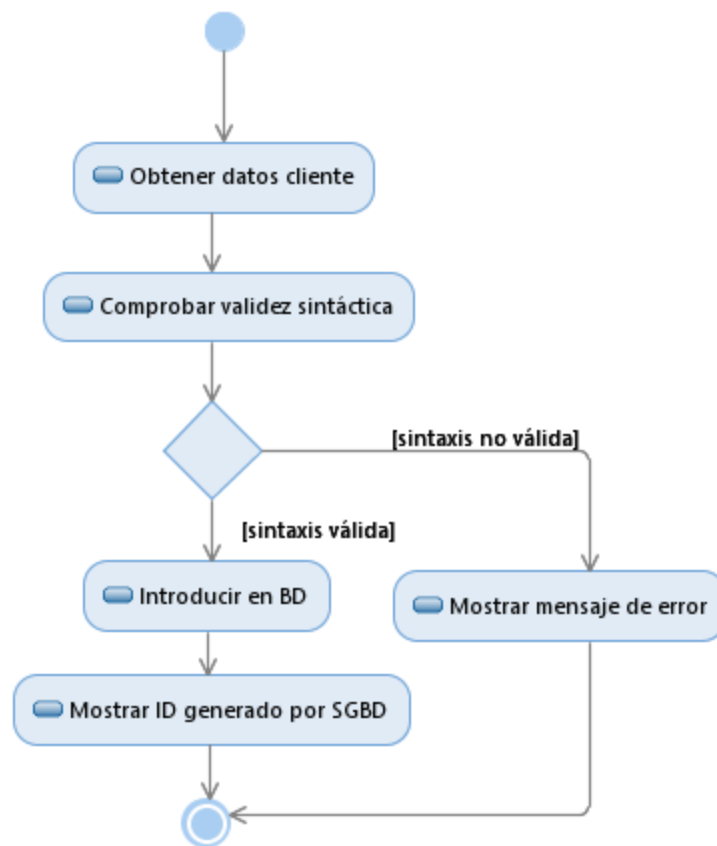 Obtener datos cliente
Comprobar validez sintáctica
[sintaxis no válida]
[sintaxis válida]
Introducir en BD
Mostrar mensaje de error
Mostrar ID generado por SGBD